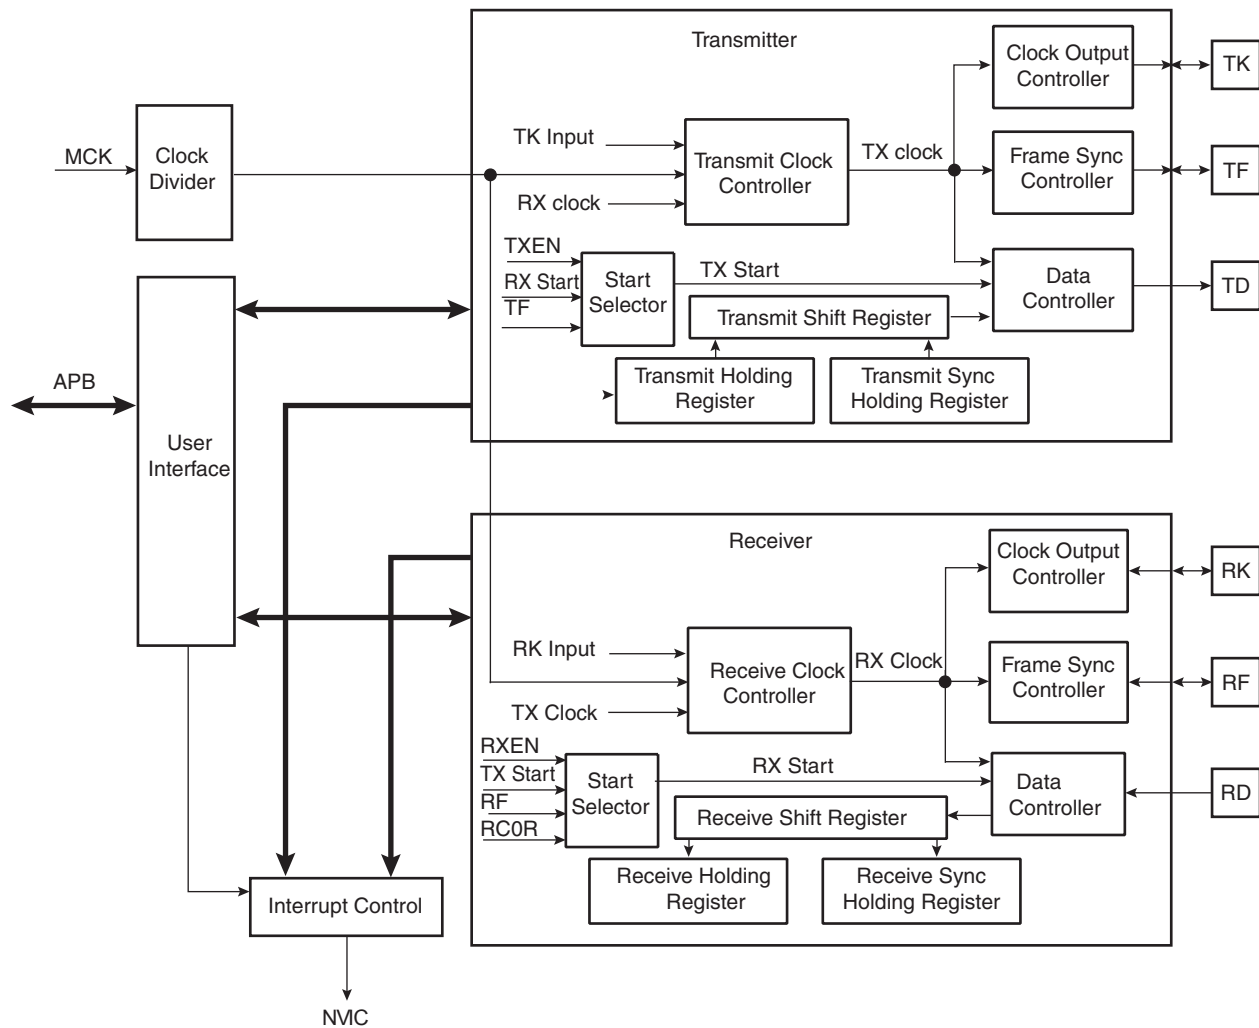 Transmitter
Clock Output
Controller
TK
MCK
Clock
Divider
TK Input
RX clock
Transmit Clock
Controller
TX clock
Frame Sync
Controller
TF
TXEN
RX Start
TF
Start
Selector
TX Start
Data
Controller
TD
Transmit Shift Register
Transmit Holding
Register
Transmit Sync
Holding Register
APB
User
Interface
Receiver
Clock Output
Controller
RK
RK Input
TX Clock
Receive Clock
Controller
RX Clock
Frame Sync
Controller
RF
RXEN
TX Start
RF
RC0R
Start
Selector
RX Start
Data
Controller
RD
Receive Shift Register
Receive Holding
Register
Receive Sync
Holding Register
Interrupt Control
NVIC